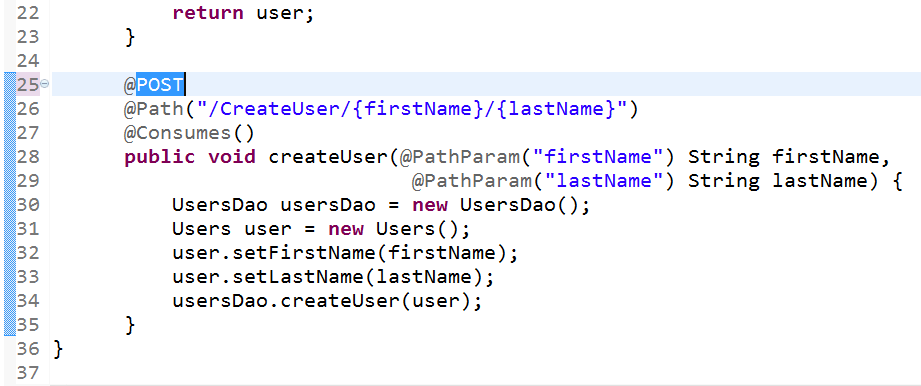 22          return user;
23      }
24
25      @POST
26      @Path("/CreateUser/{firstName}/{lastName}")
27      @Consumes()
28      public void createUser(@PathParam("firstName") String firstName,
29                              @PathParam("lastName") String lastName) {
30          UsersDao usersDao = new UsersDao();
31          Users user = new Users();
32          user.setFirstName(firstName);
33          user.setLastName(lastName);
34          usersDao.createUser(user);
35      }
36 }
37